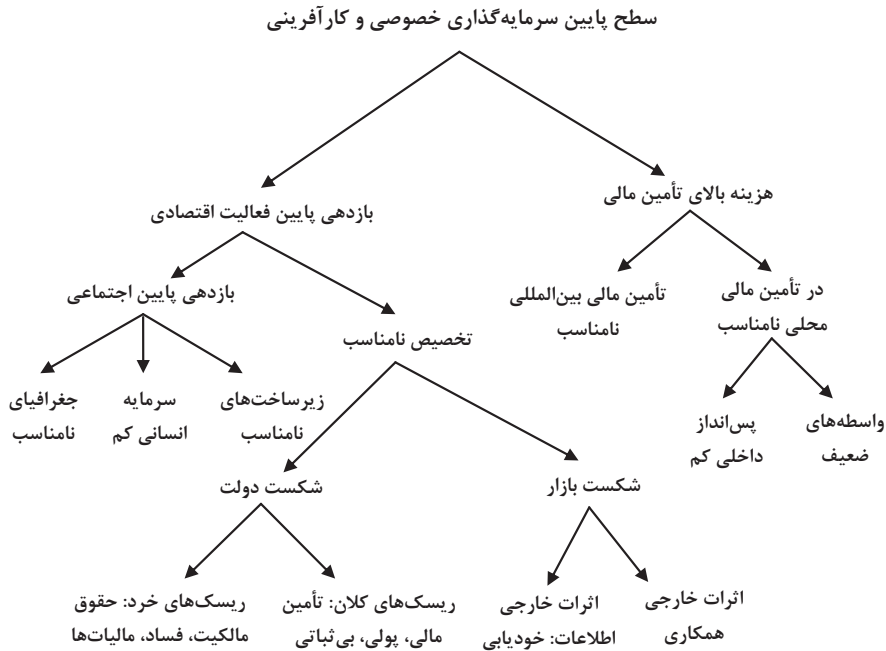 سطح پایین سرمایه‌گذاری خصوصی و کارآفرینی
هزینه بالای تأمین مالی
بازدهی پایین فعالیت اقتصادی
در تأمین مالی
محلی نامناسب
تأمین مالی بین‌المللی
نامناسب
بازدهی پایین اجتماعی
تخصیص نامناسب
واسطه‌های
ضعیف
پس‌انداز
داخلی کم
زیرساخت‌های
نامناسب
سرمایه
انسانی کم
جغرافیای
نامناسب
شکست بازار
شکست دولت
اثرات خارجی
همکاری
اثرات خارجی
اطلاعات: خودیابی
ریسک‌های کلان: تأمین
مالی، پولی، بی‌ثباتی
ریسک‌های خرد: حقوق
مالکیت، فساد، مالیات‌ها